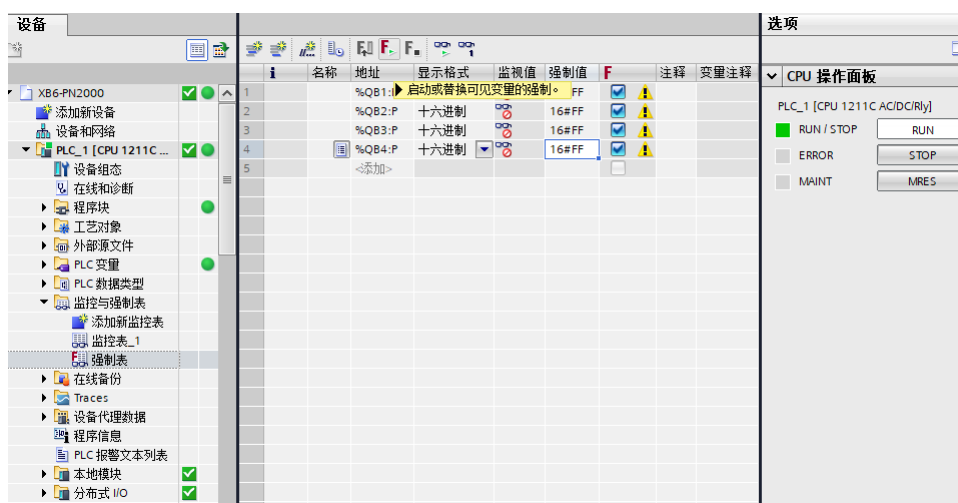 设备
选项
i 名称 地址 显示格式 监视值 强制值 F 注释 变量注释
CPU 操作面板
XB6-PN2000
1 %QB1: FF
启动或替换可见变量的强制。
添加新设备
2 %QB2:P 十六进制 16#FF
PLC_1 [CPU 1211C AC/DC/Rly]
设备和网络
3 %QB3:P 十六进制 16#FF
RUN / STOP RUN
PLC_1 [CPU 1211C ...
4 %QB4:P 十六进制 16#FF
ERROR STOP
设备组态
5 <添加>
MAINT MRES
在线和诊断
程序块
工艺对象
外部源文件
PLC 变量
PLC 数据类型
监控与强制表
添加新监控表
监控表_1
强制表
在线备份
Traces
设备代理数据
程序信息
PLC 报警文本列表
本地模块
分布式 I/O